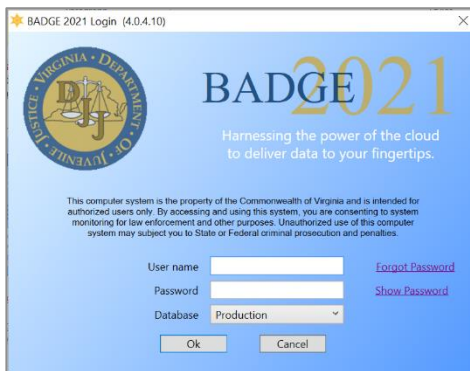 BADGE 2021 Login (4.0.4.10)
VIRGINIA • DEPARTMENT • OF • JUVENILE • JUSTICE •
DJJ
BADGE 2021
Harnessing the power of the cloud
to deliver data to your fingertips.
This computer system is the property of the Commonwealth of Virginia and is intended for
authorized users only. By accessing and using this system, you are consenting to system
monitoring for law enforcement and other purposes. Unauthorized use of this computer
system may subject you to State or Federal criminal prosecution and penalties.
User name
Forgot Password
Password
Show Password
Database Production
Ok Cancel